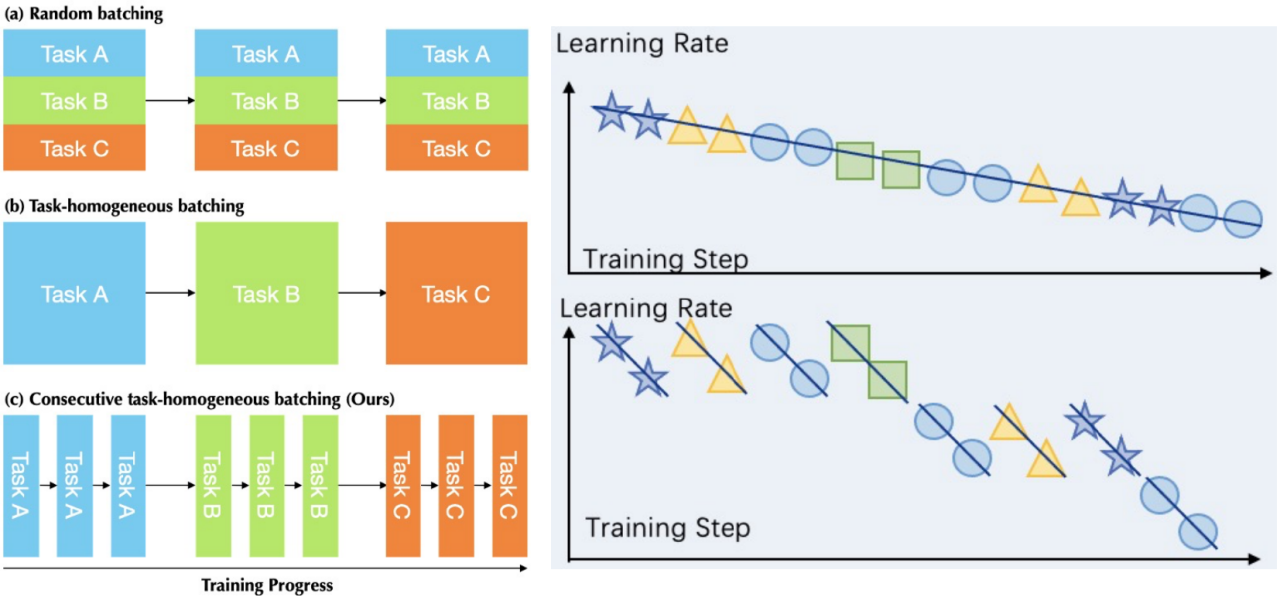 (a) Random batching
Task A
Task B
Task C
Task A
Task B
Task C
Task A
Task B
Task C
(b) Task-homogeneous batching
Task A
Task B
Task C
(c) Consecutive task-homogeneous batching (Ours)
Task A
Task A
Task A
Task B
Task B
Task B
Task C
Task C
Task C
Training Progress
Learning Rate
Training Step
Learning Rate
Training Step